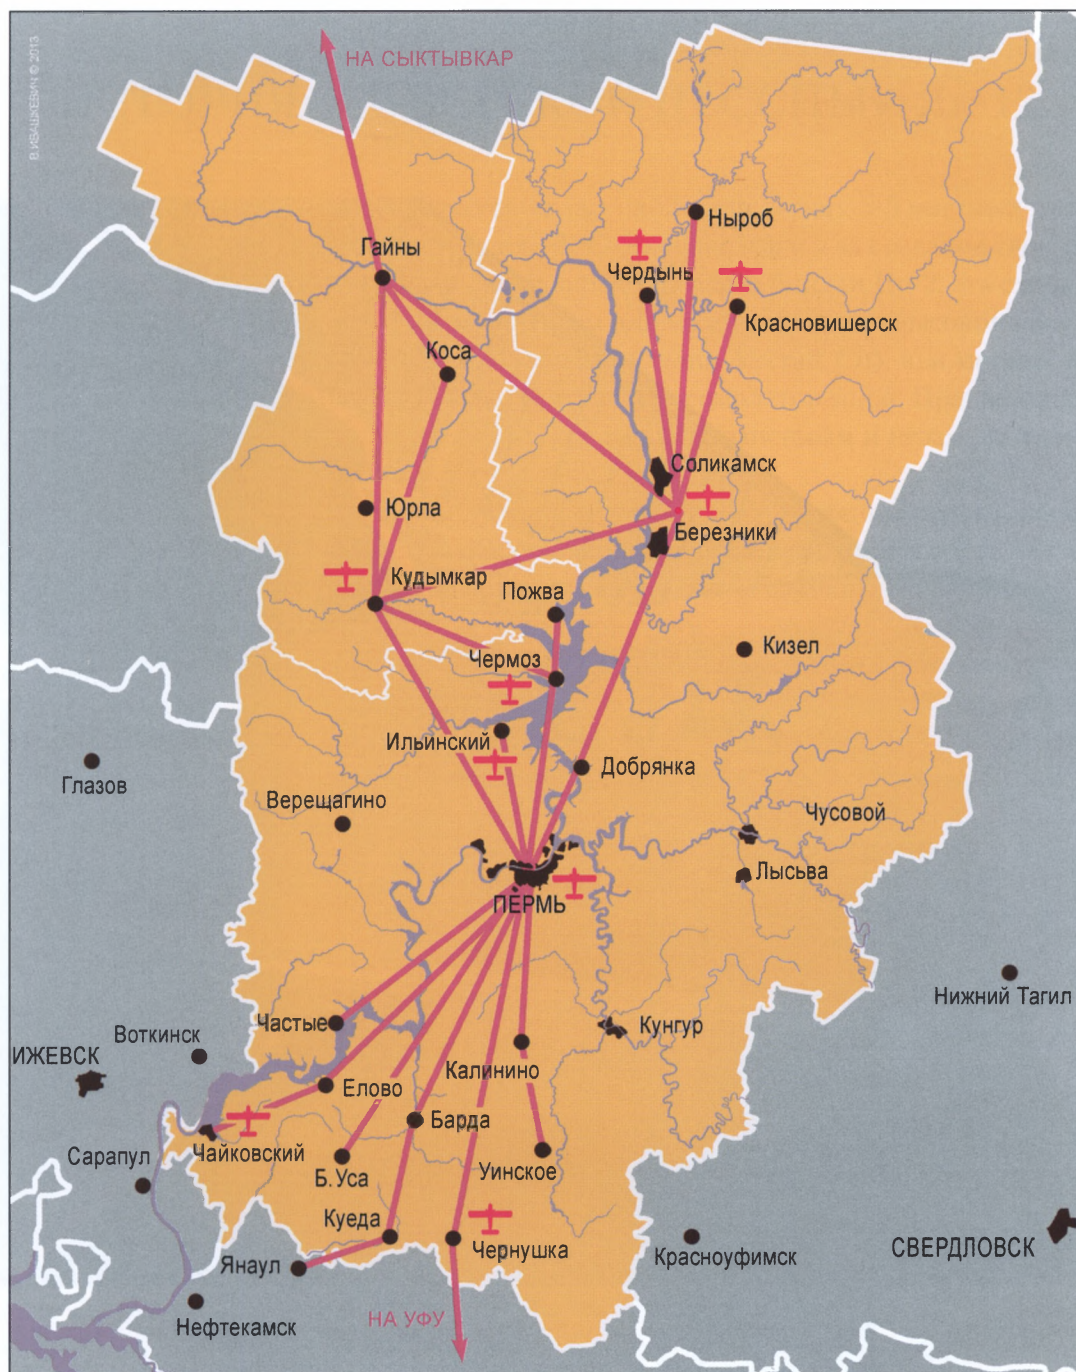 В.ИВАШКЕВИЧ © 2013
НА СЫКТЫВКАР
Ныроб
Гайны
Чердынь
Красновишерск
Коса
Соликамск
Юрла
Березники
Кудымкар
Пожва
Кизел
Чермоз
Ильинский
Добрянка
Глазов
Верещагино
Чусовой
Лысьва
ПЕРМЬ
Нижний Тагил
Частые
Кунгур
Воткинск
ИЖЕВСК
Калинино
Елово
Барда
Чайковский
Сарапул
Б.Уса
Уинское
Куеда
Чернушка
Красноуфимск
СВЕРДЛОВСК
Янаул
НА УФУ
Нефтекамск